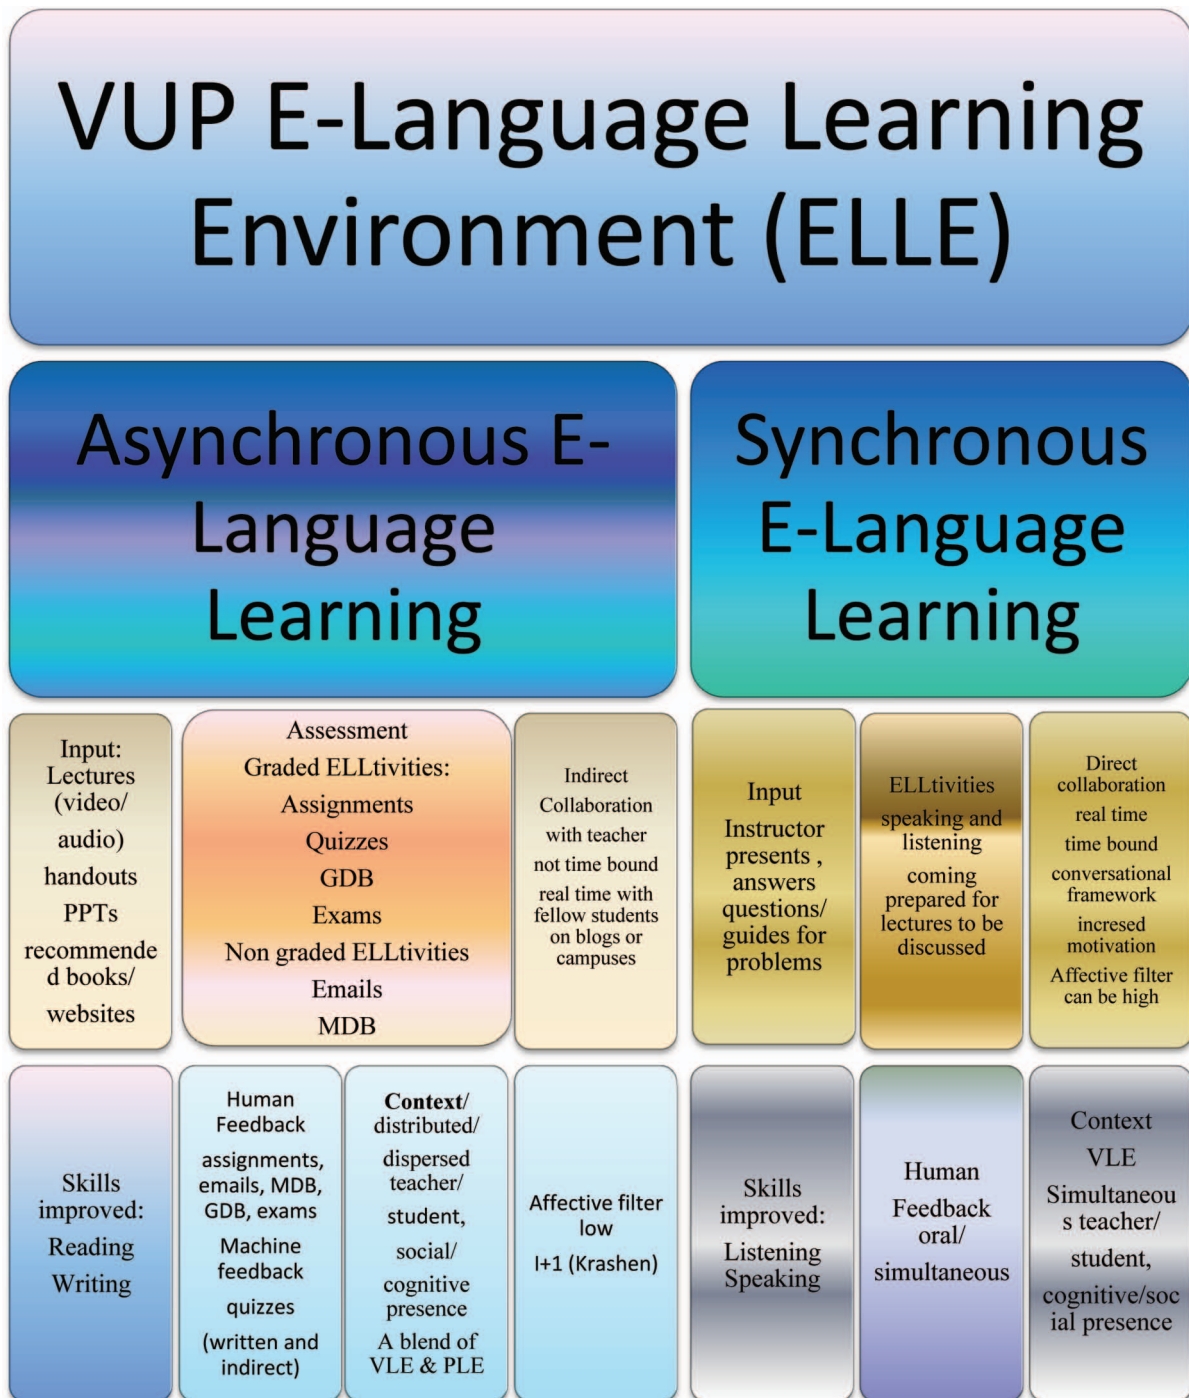 VUP E-Language Learning
Environment (ELLE)
Asynchronous E-
Language
Learning
Synchronous
E-Language
Learning
Input:
Lectures
(video/
audio)
handouts
PPTs
recommende
d books/
websites
Assessment
Graded ELLtivities:
Assignments
Quizzes
GDB
Exams
Non graded ELLtivities
Emails
MDB
Indirect
Collaboration
with teacher
not time bound
real time with
fellow students
on blogs or
campuses
Input
Instructor
presents ,
answers
questions/
guides for
problems
ELLtivities
speaking and
listening
coming
prepared for
lectures to be
discussed
Direct
collaboration
real time
time bound
conversational
framework
incresed
motivation
Affective filter
can be high
Skills
improved:
Reading
Writing
Human
Feedback
assignments,
emails, MDB,
GDB, exams
Machine
feedback
quizzes
(written and
indirect)
Context/
distributed/
dispersed
teacher/
student,
social/
cognitive
presence
A blend of
VLE & PLE
Affective filter
low
I+1 (Krashen)
Skills
improved:
Listening
Speaking
Human
Feedback
oral/
simultaneous
Context
VLE
Simultaneou
s teacher/
student,
cognitive/soc
ial presence